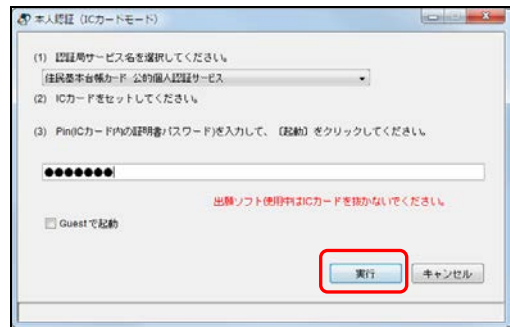 本人認証（ICカードモード）
(1) 認証局サービス名を選択してください。
住民基本台帳カード 公的個人認証サービス
(2) ICカードをセットしてください。
(3) Pin(ICカード内の証明書パスワード)を入力して、〔起動〕をクリックしてください。
●●●●●●●
出願ソフト使用中はICカードを抜かないでください。
Guestで起動
実行
キャンセル